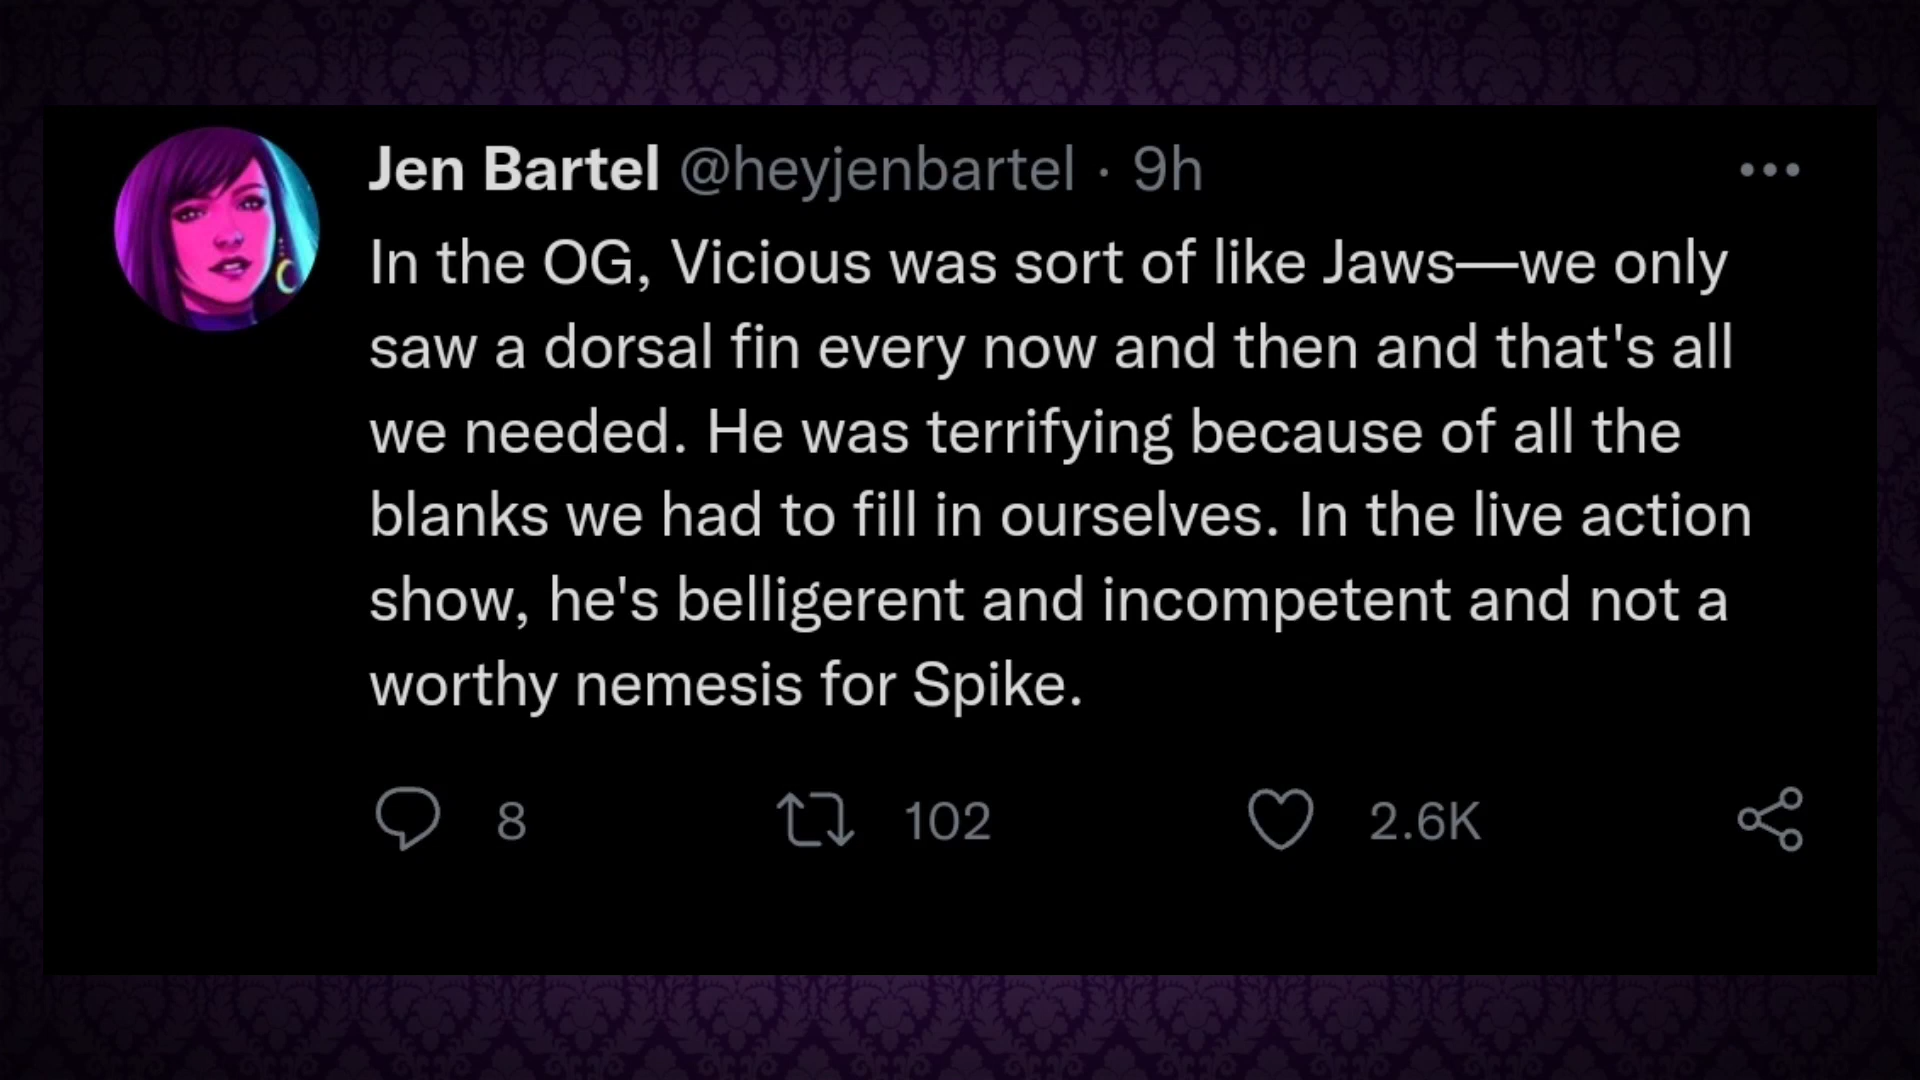 Jen Bartel @heyjenbartel · 9h
In the OG, Vicious was sort of like Jaws—we only
saw a dorsal fin every now and then and that's all
we needed. He was terrifying because of all the
blanks we had to fill in ourselves. In the live action
show, he's belligerent and incompetent and not a
worthy nemesis for Spike.
8 102 2.6K